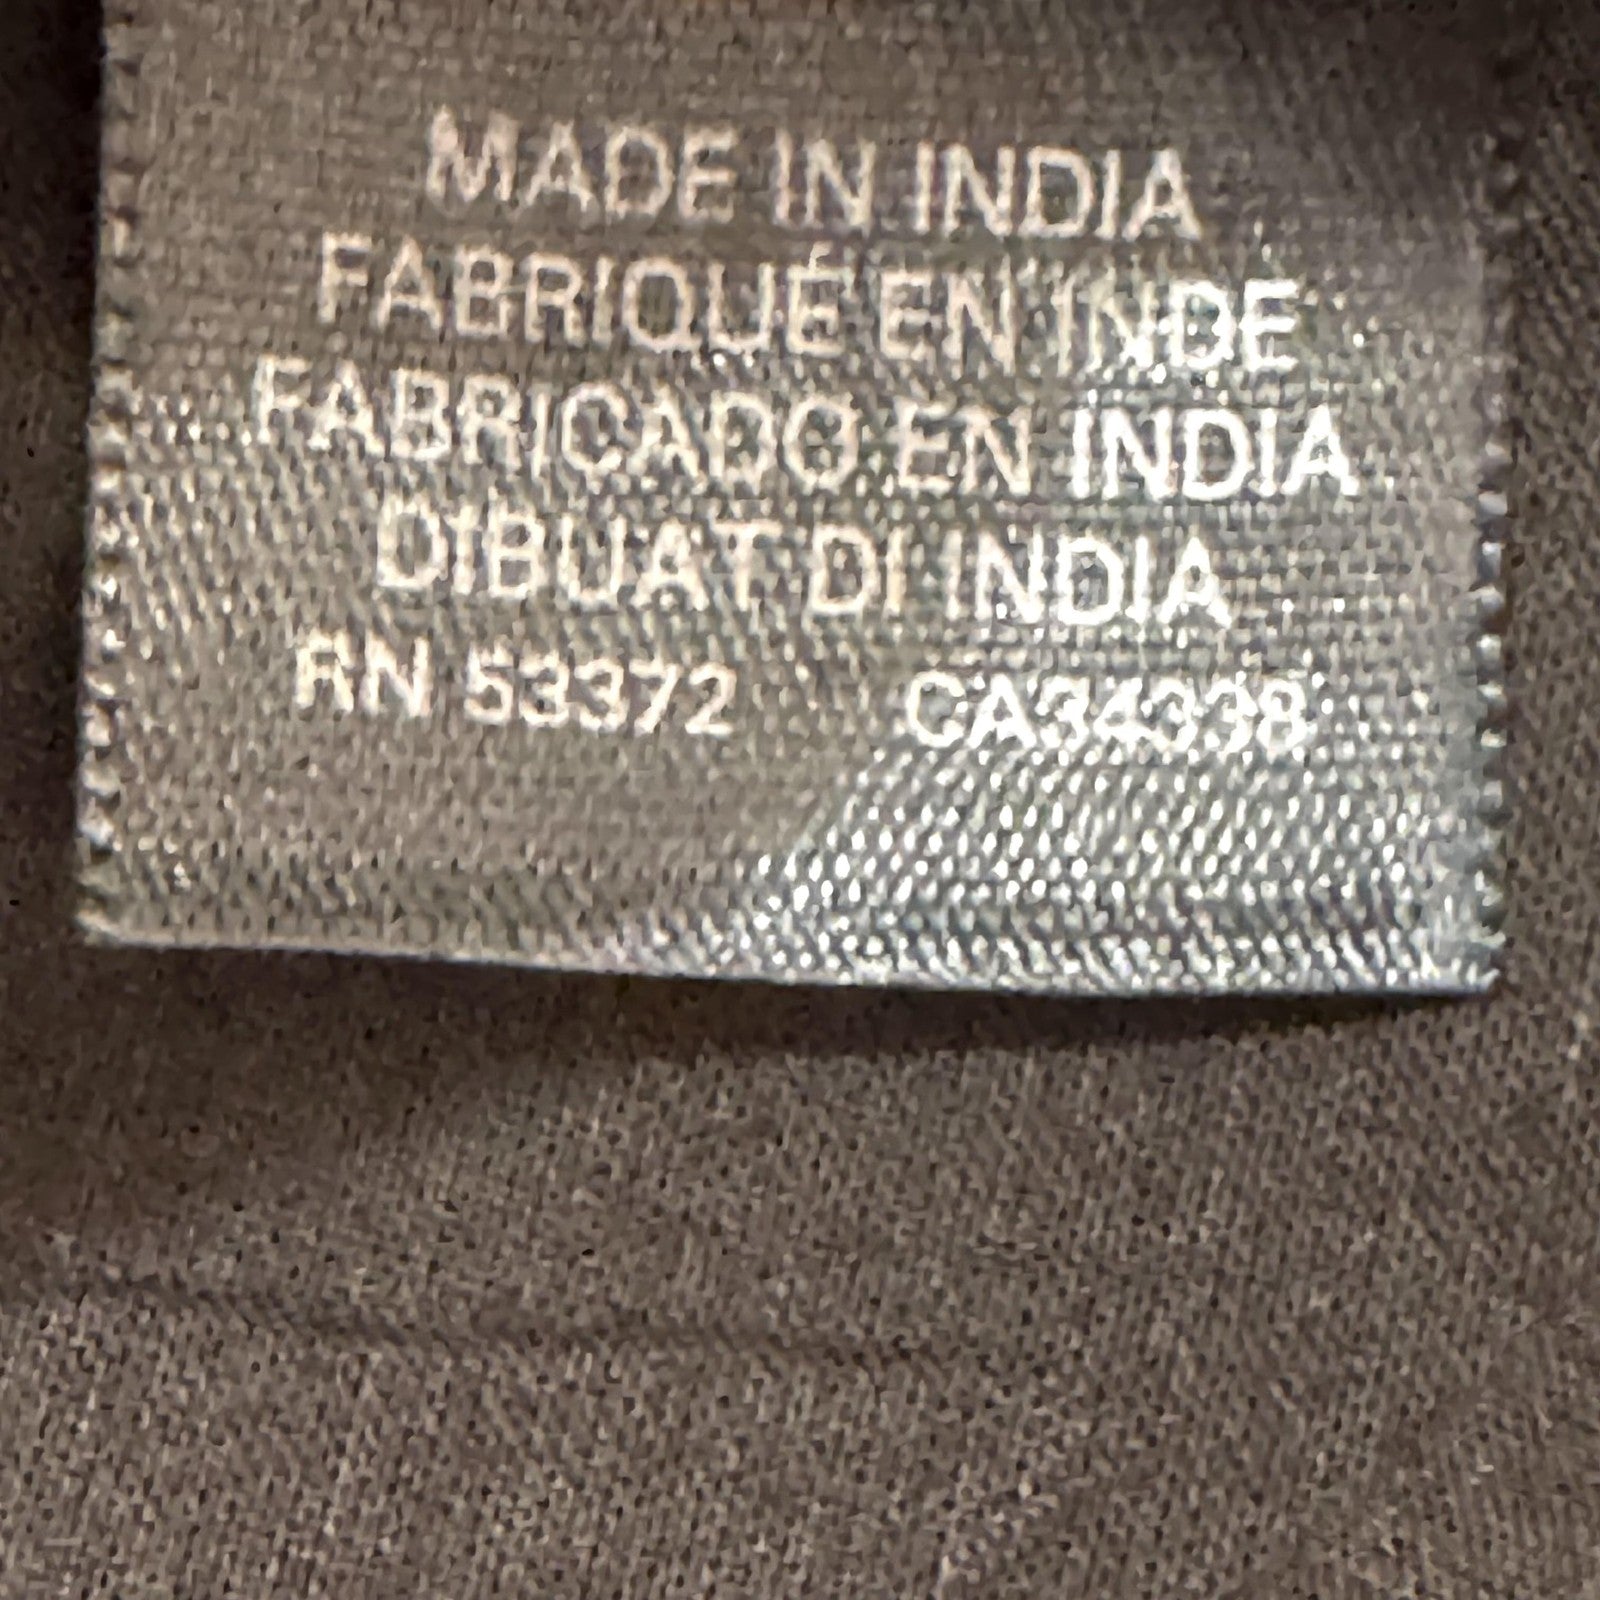 MADE IN INDIA
FABRIQUÉ EN INDE
FABRICADO EN INDIA
DIBUAT DI INDIA
RN 53372 CA34338